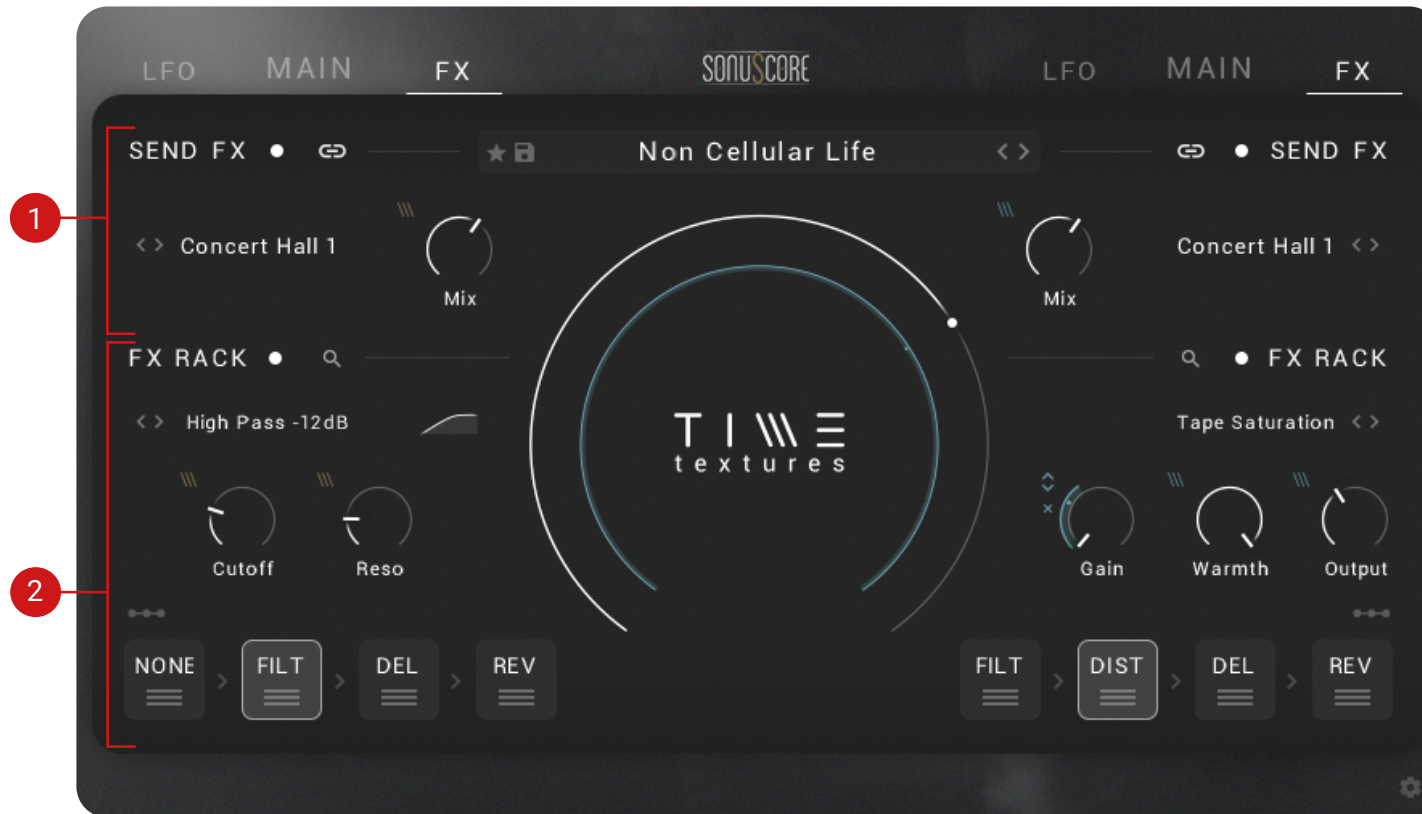 LFO MAIN FX SONUSCORE LFO MAIN FX
SEND FX Non Cellular Life SEND FX
1
Concert Hall 1 Mix Mix Concert Hall 1
FX RACK FX RACK
High Pass -12dB Tape Saturation
TIME
textures
Cutoff Reso Gain Warmth Output
2
NONE FILT DEL REV FILT DIST DEL REV